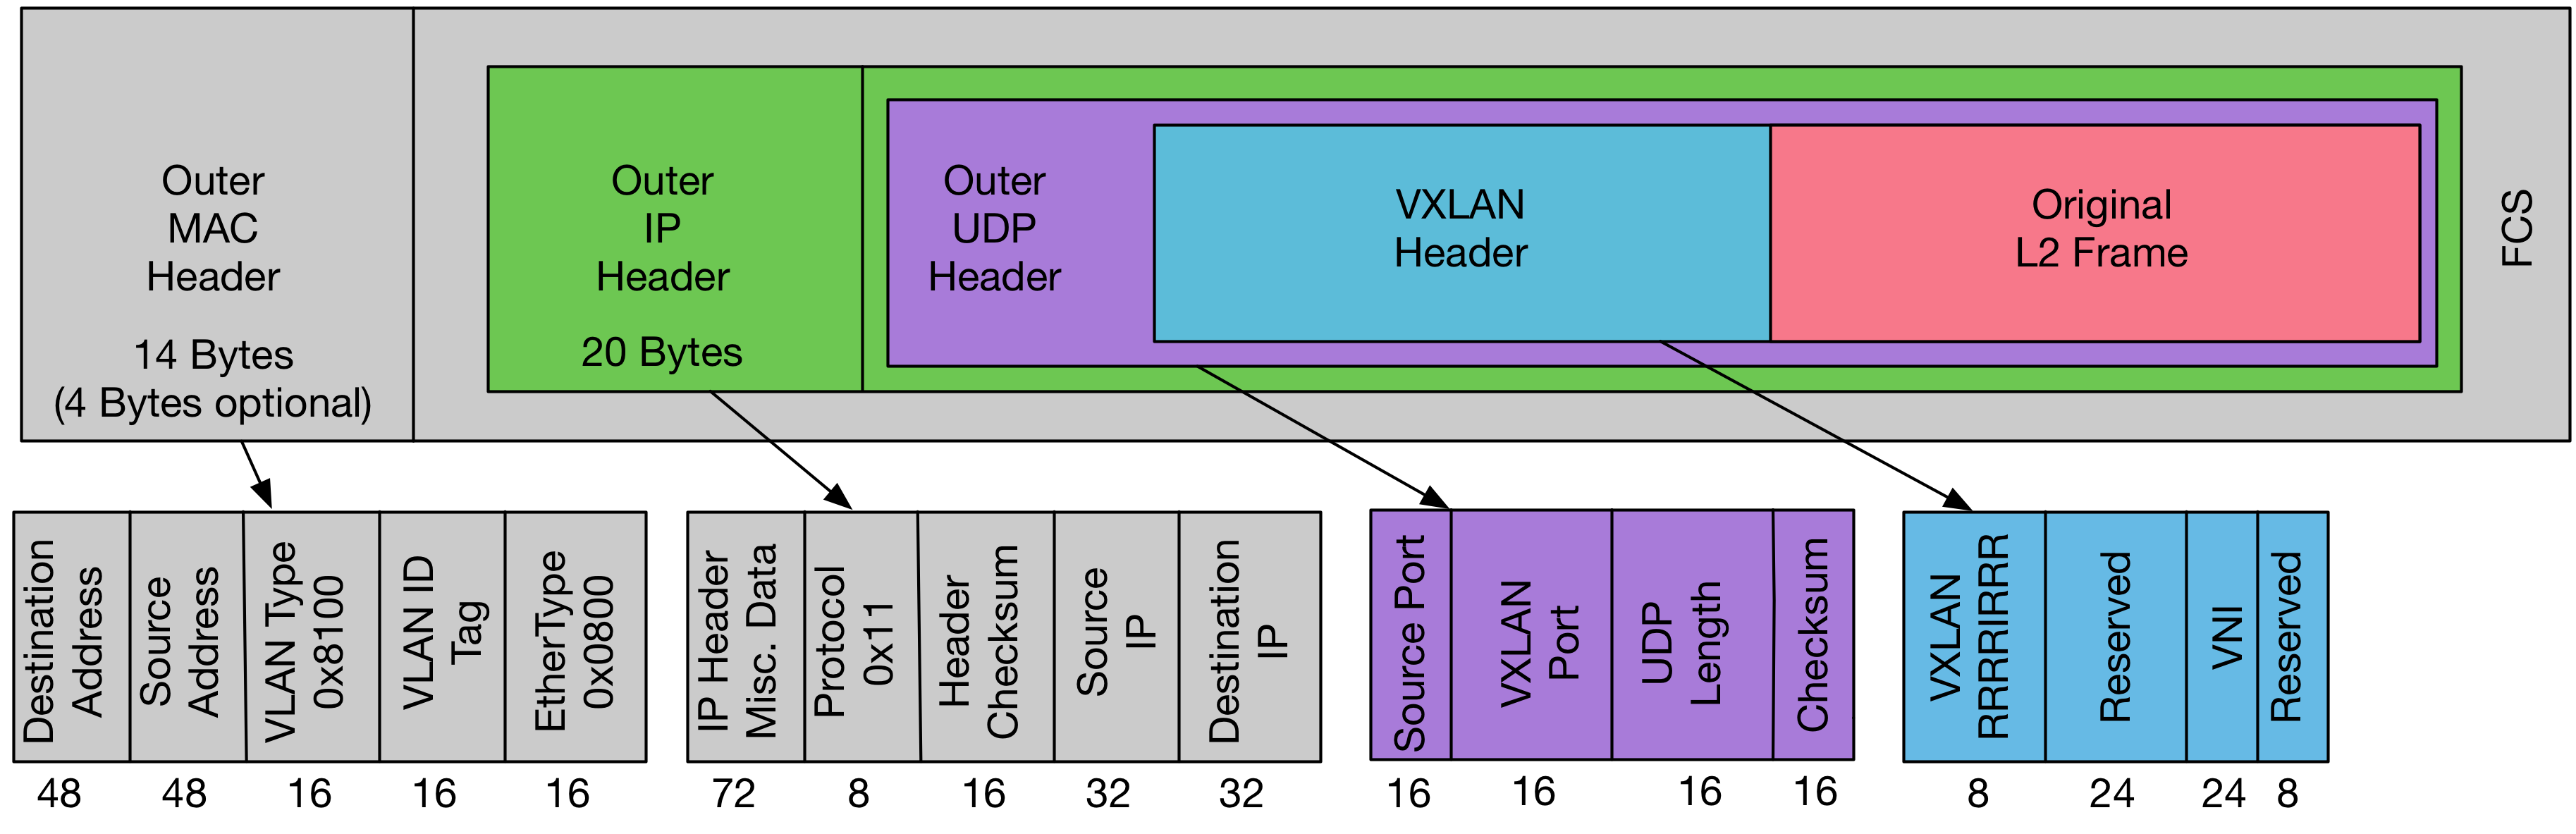 Outer
MAC
Header
14 Bytes
(4 Bytes optional)
Outer
IP
Header
20 Bytes
Outer
UDP
Header
VXLAN
Header
Original
L2 Frame
FCS
Destination
Address
Source
Address
VLAN Type
0x8100
VLAN ID
Tag
EtherType
0x0800
48
48
16
16
16
IP Header
Misc. Data
Protocol
0x11
Header
Checksum
Source
IP
Destination
IP
72
8
16
32
32
Source Port
VXLAN
Port
UDP
Length
Checksum
16
16
16
16
VXLAN
RRRRRIRRR
Reserved
VNI
Reserved
8
24
24
8